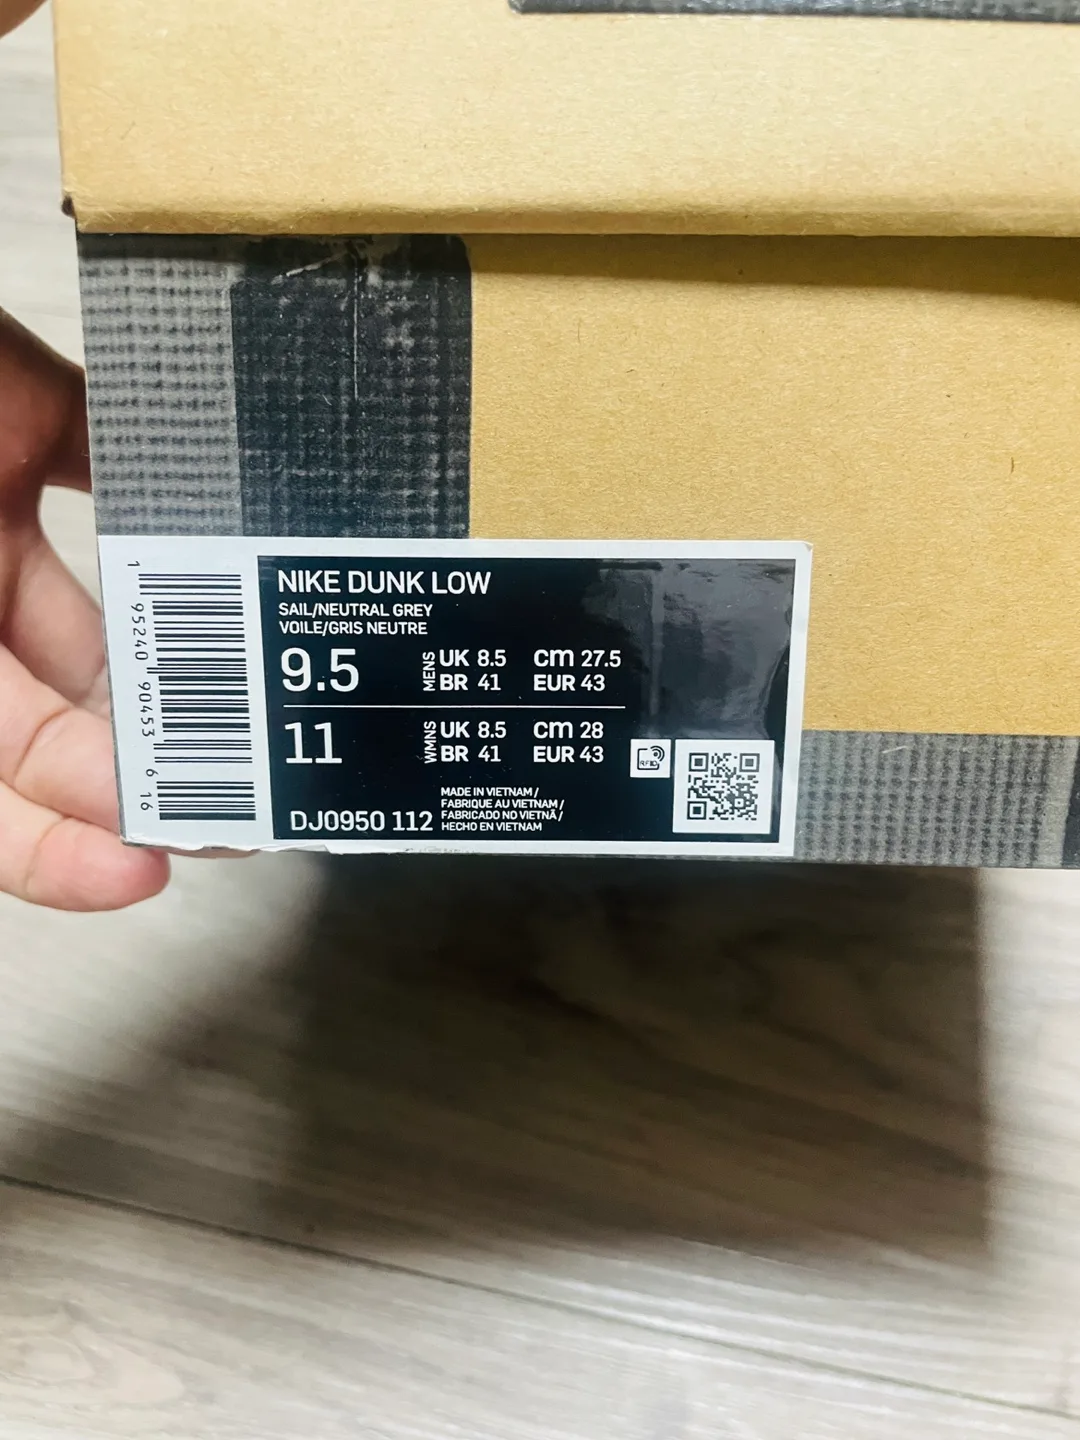 NIKE DUNK LOW
SAIL/NEUTRAL GREY
VOILE/GRIS NEUTRE
9.5 MENS UK 8.5 cm 27.5
BR 41 EUR 43
11 WMNS UK 8.5 cm 28
BR 41 EUR 43
RFID
MADE IN VIETNAM /
FABRIQUE AU VIETNAM /
FABRICADO NO VIETNÃ /
HECHO EN VIETNAM
DJ0950 112
1 95240 90453 6 16